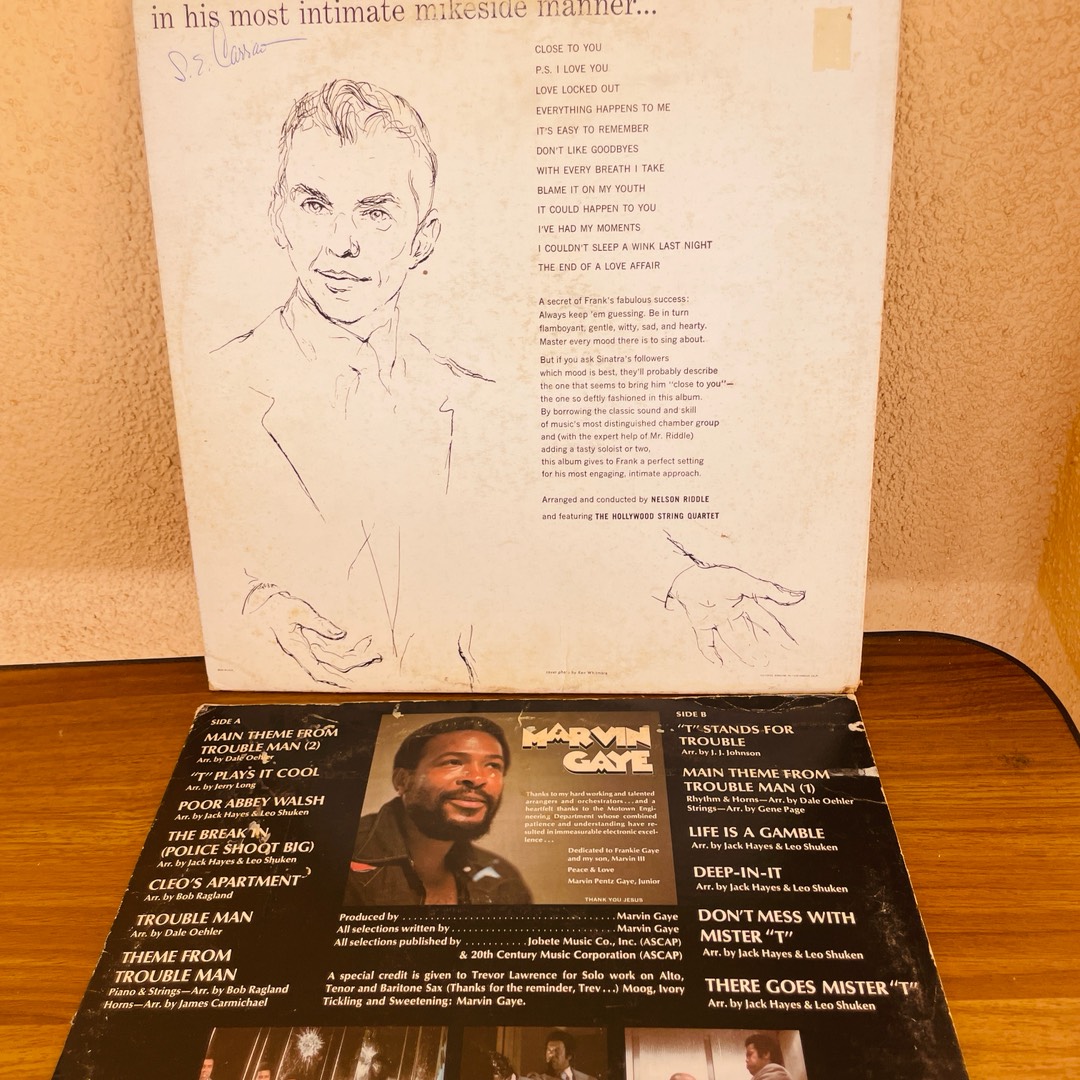 in his most intimate mikeside manner...
S. E.
CLOSE TO YOU
P.S. I LOVE YOU
LOVE LOCKED OUT
EVERYTHING HAPPENS TO ME
IT'S EASY TO REMEMBER
DON'T LIKE GOODBYES
WITH EVERY BREATH I TAKE
BLAME IT ON MY YOUTH
IT COULD HAPPEN TO YOU
I'VE HAD MY MOMENTS
I COULDN'T SLEEP A WINK LAST NIGHT
THE END OF A LOVE AFFAIR
A secret of Frank's fabulous success:
Always keep 'em guessing. Be in turn
flamboyant, gentle, witty, sad, and hearty.
Master every mood there is to sing about.
But if you ask Sinatra's followers
which mood is best, they'll probably describe
the one that seems to bring him "close to you"—
the one so deftly fashioned in this album.
By borrowing the classic sound and skill
of music's most distinguished chamber group
and (with the expert help of Mr. Riddle)
adding a tasty soloist or two,
this album gives to Frank a perfect setting
for his most engaging, intimate approach.
Arranged and conducted by NELSON RIDDLE
and featuring THE HOLLYWOOD STRING QUARTET
cover photo by
SIDE A
MAIN THEME FROM
TROUBLE MAN (2)
Arr. by Dale Oehler
"T" PLAYS IT COOL
Arr. by Jerry Long
POOR ABBEY WALSH
Arr. by Jack Hayes & Leo Shuken
THE BREAK IN
(POLICE SHOOT BIG)
Arr. by Jack Hayes & Leo Shuken
CLEO'S APARTMENT
Arr. by Bob Ragland
TROUBLE MAN
Arr. by Dale Oehler
THEME FROM
TROUBLE MAN
Piano & Strings—Arr. by Bob Ragland
Horns—Arr. by James Carmichael
MARVIN
GAYE
Thanks to my hard working and talented
arrangers and orchestrators...and a
heartfelt thanks to the Motown Engi-
neering Department whose combined
patience and understanding have re-
sulted in immeasurable electronic excel-
lence...
Dedicated to Frankie Gaye
and my son, Marvin III
Peace & Love
Marvin Pentz Gaye, Junior
THANK YOU JESUS
Produced by ........................................ Marvin Gaye
All selections written by .............................. Marvin Gaye
All selections published by .......... Jobete Music Co., Inc. (ASCAP)
& 20th Century Music Corporation (ASCAP)
A special credit is given to Trevor Lawrence for Solo work on Alto,
Tenor and Baritone Sax (Thanks for the reminder, Trev...) Moog, Ivory
Tickling and Sweetening: Marvin Gaye.
SIDE B
"T" STANDS FOR
TROUBLE
Arr. by J. J. Johnson
MAIN THEME FROM
TROUBLE MAN (1)
Rhythm & Horns—Arr. by Dale Oehler
Strings—Arr. by Gene Page
LIFE IS A GAMBLE
Arr. by Jack Hayes & Leo Shuken
DEEP-IN-IT
Arr. by Jack Hayes & Leo Shuken
DON'T MESS WITH
MISTER "T"
Arr. by Jack Hayes & Leo Shuken
THERE GOES MISTER "T"
Arr. by Jack Hayes & Leo Shuken